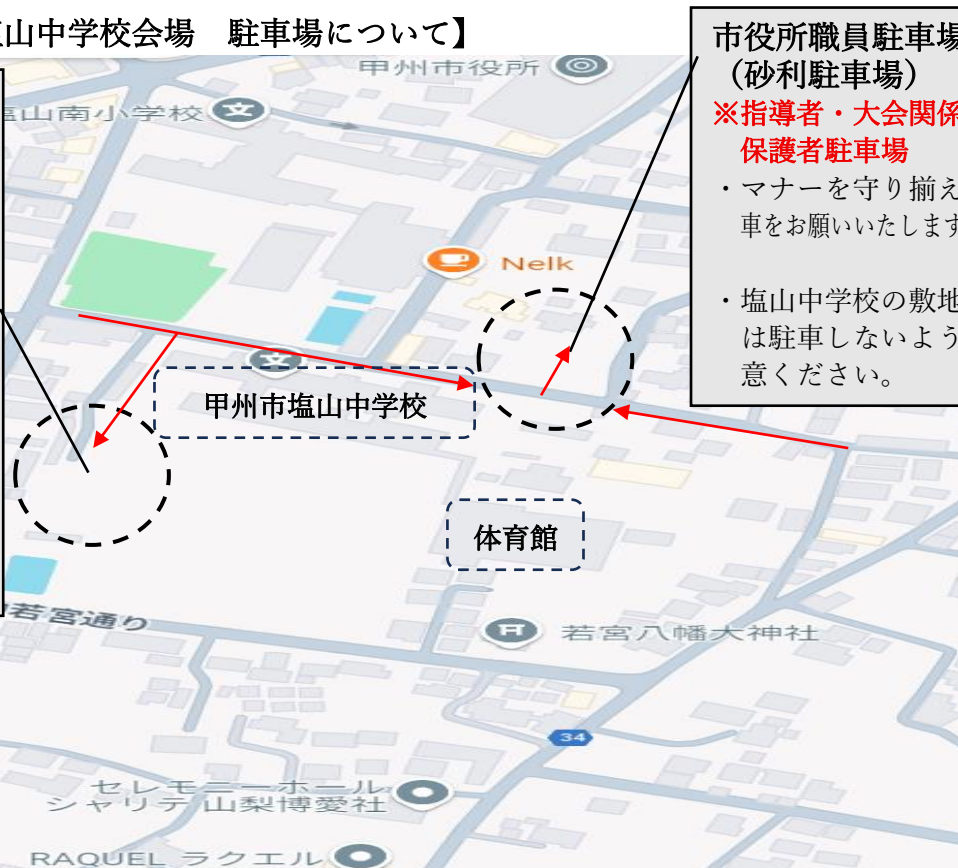 山中学校会場　駐車場について】
甲州市役所
塩山南小学校
Nelk
甲州市塩山中学校
体育館
若宮通り
若宮八幡大神社
34
セレモニーホール
シャリテ山梨博愛社
RAQUEL ラクエル
市役所職員駐車場
（砂利駐車場）
※指導者・大会関係
保護者駐車場
・マナーを守り揃え
車をお願いいたします
・塩山中学校の敷地
は駐車しないよう
意ください。